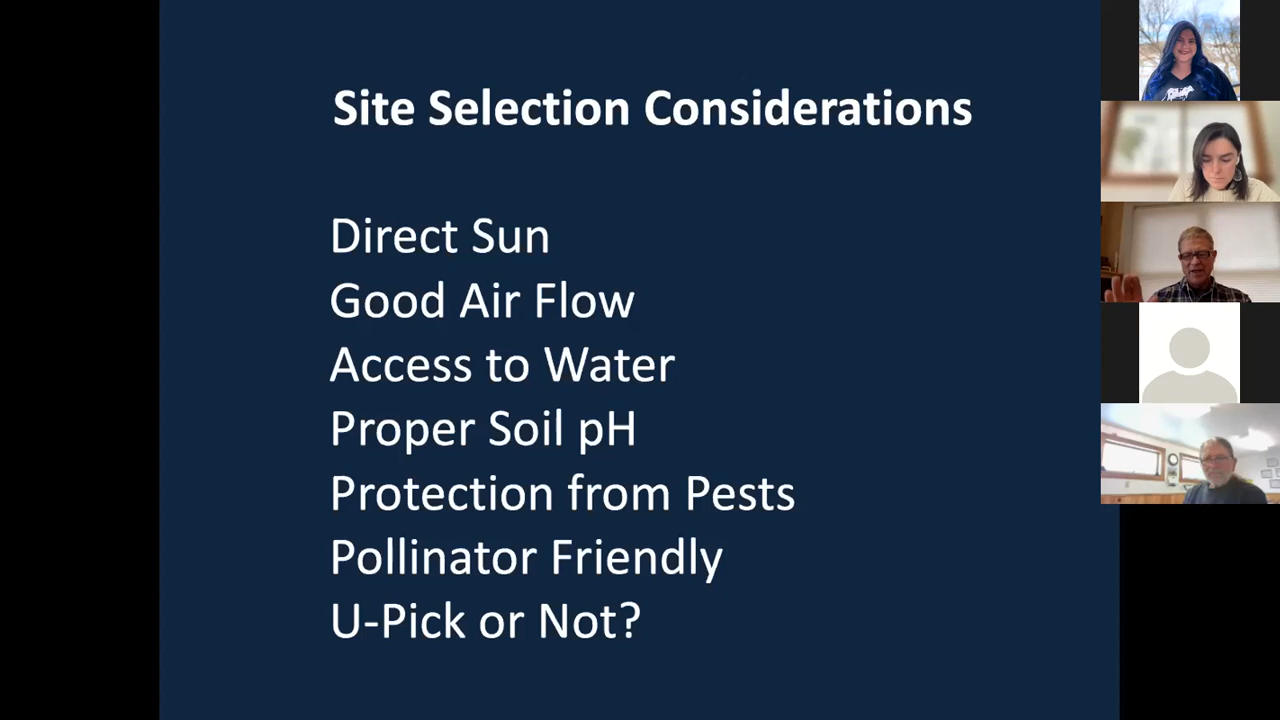 Site Selection Considerations
Direct Sun
Good Air Flow
Access to Water
Proper Soil pH
Protection from Pests
Pollinator Friendly
U-Pick or Not?